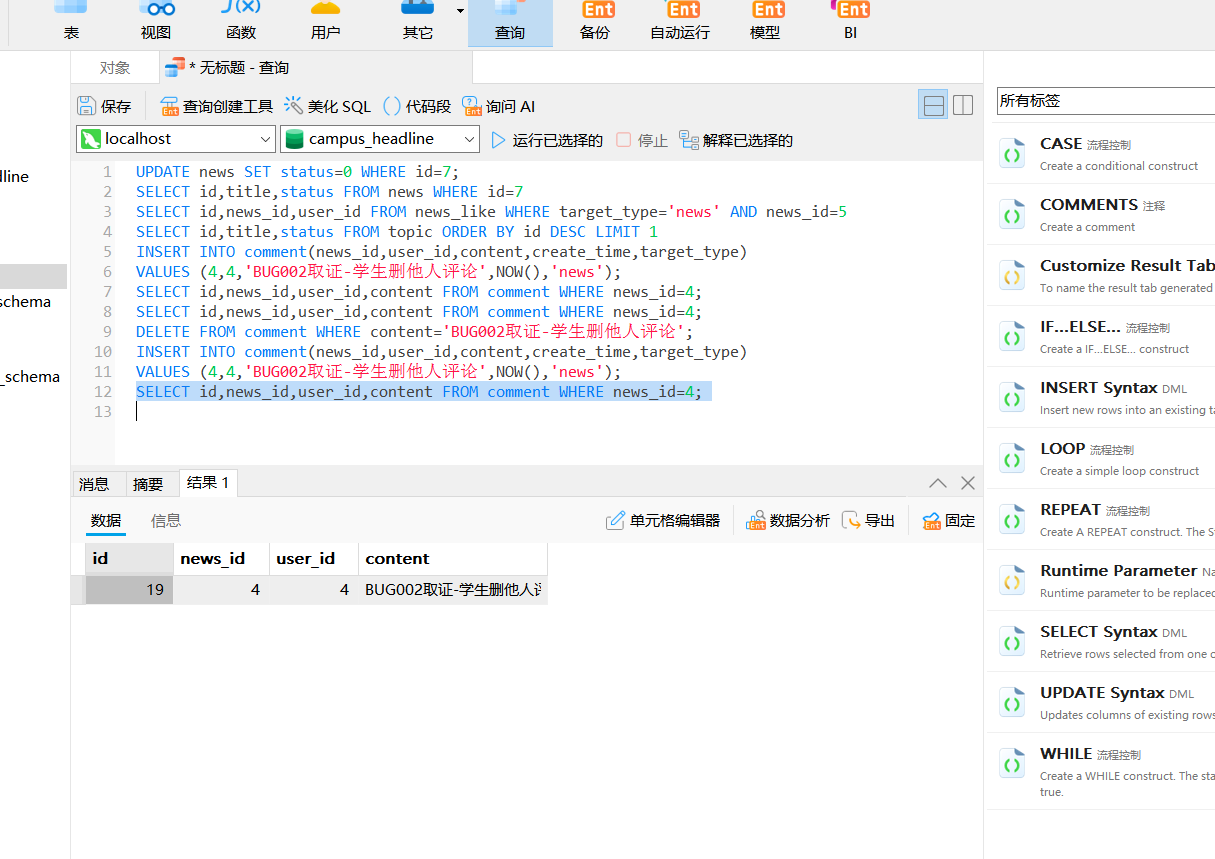 表 视图 函数 用户 其它 查询 备份 自动运行 模型 BI
f(x) Ent Ent Ent Ent
对象 * 无标题 - 查询
保存 查询创建工具 美化 SQL 代码段 询问 AI
localhost campus_headline 运行已选择的 停止 解释已选择的
dline
schema
_schema
1 UPDATE news SET status=0 WHERE id=7;
2 SELECT id,title,status FROM news WHERE id=7
3 SELECT id,news_id,user_id FROM news_like WHERE target_type='news' AND news_id=5
4 SELECT id,title,status FROM topic ORDER BY id DESC LIMIT 1
5 INSERT INTO comment(news_id,user_id,content,create_time,target_type)
6 VALUES (4,4,'BUG002取证-学生删他人评论',NOW(),'news');
7 SELECT id,news_id,user_id,content FROM comment WHERE news_id=4;
8 SELECT id,news_id,user_id,content FROM comment WHERE news_id=4;
9 DELETE FROM comment WHERE content='BUG002取证-学生删他人评论';
10 INSERT INTO comment(news_id,user_id,content,create_time,target_type)
11 VALUES (4,4,'BUG002取证-学生删他人评论',NOW(),'news');
12 SELECT id,news_id,user_id,content FROM comment WHERE news_id=4;
13
消息 摘要 结果 1
数据 信息 单元格编辑器 数据分析 导出 固定
id news_id user_id content
19 4 4 BUG002取证-学生删他人评
所有标签
CASE 流程控制
Create a conditional construct
COMMENTS 注释
Create a comment
Customize Result Tab
To name the result tab generated
IF...ELSE... 流程控制
Create a IF...ELSE... construct
INSERT Syntax DML
Insert new rows into an existing ta
LOOP 流程控制
Create a simple loop construct
REPEAT 流程控制
Create A REPEAT construct. The S
Runtime Parameter Na
Runtime parameter to be replaced
SELECT Syntax DML
Retrieve rows selected from one o
UPDATE Syntax DML
Updates columns of existing rows
WHILE 流程控制
Create a WHILE construct. The sta
true.